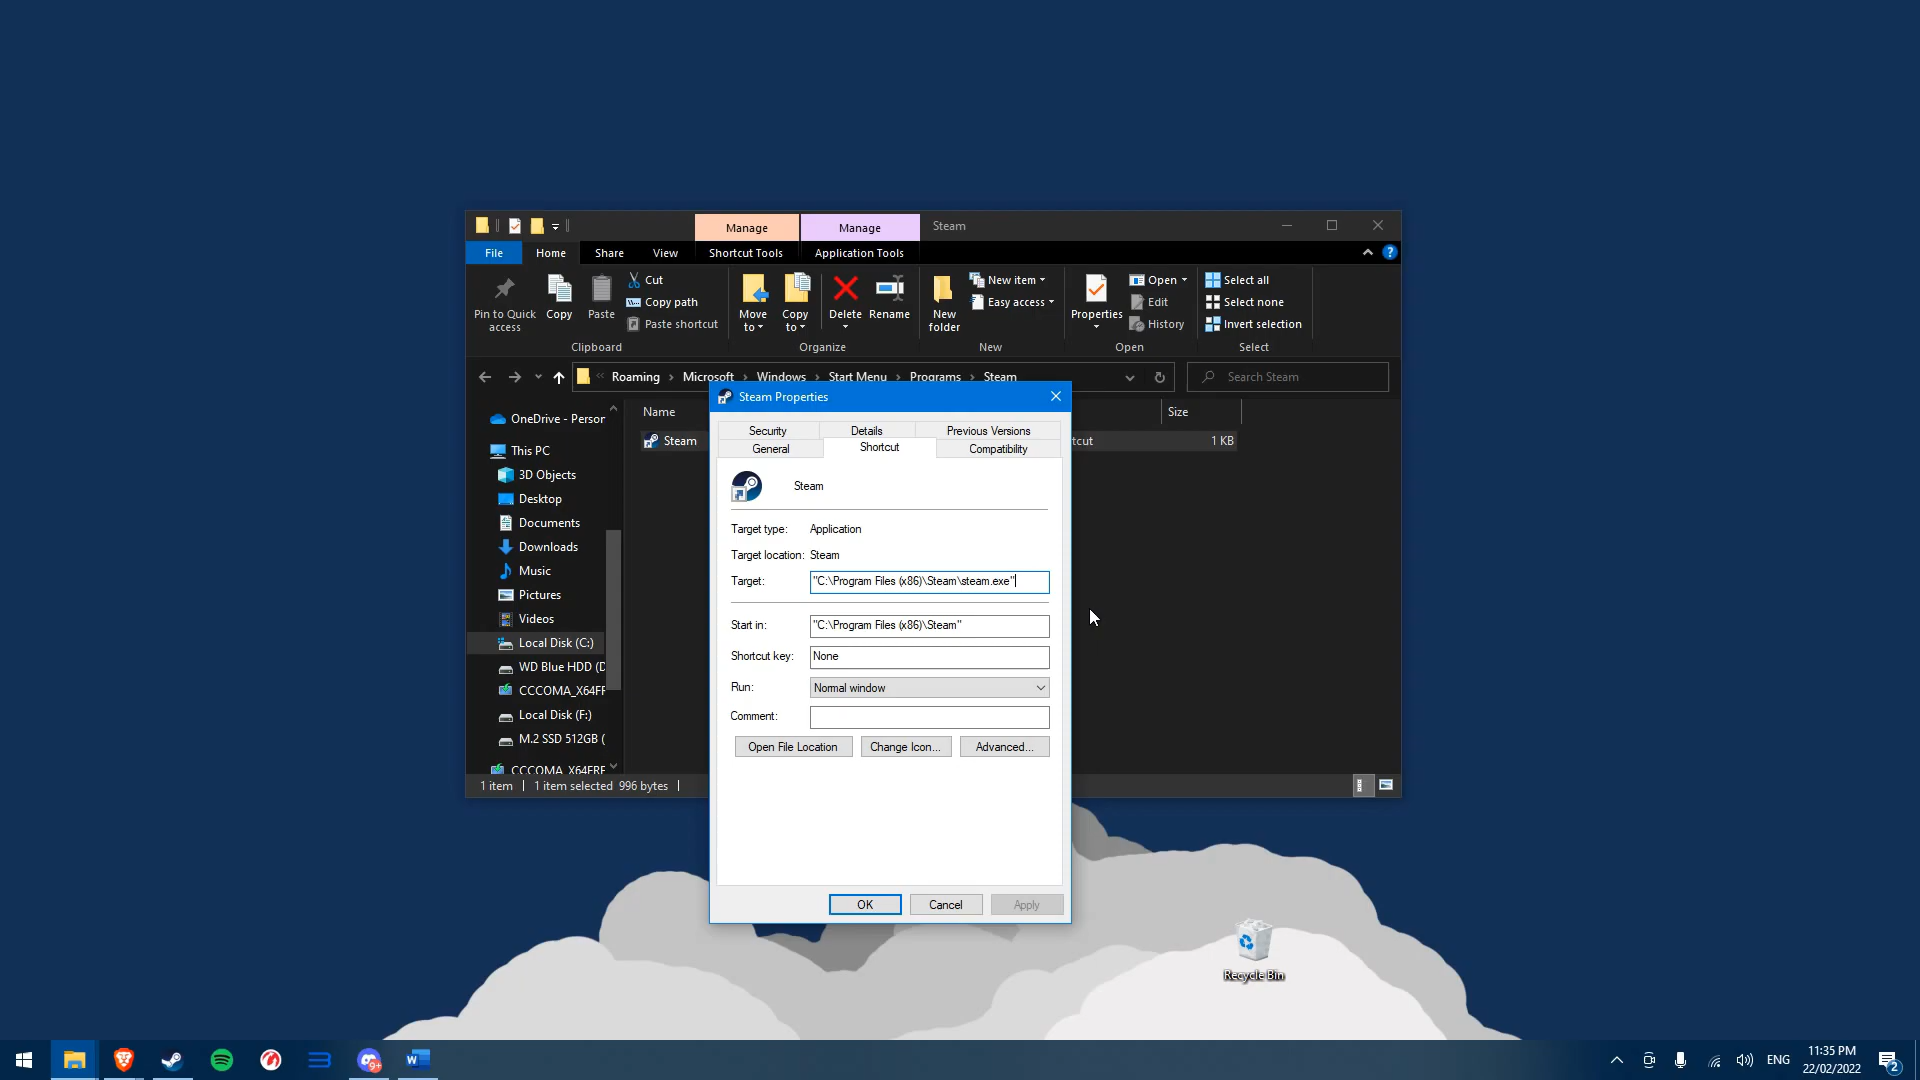 Manage
Manage
Steam
File
Home
Share
View
Shortcut Tools
Application Tools
Pin to Quick access
Copy
Paste
Cut
Copy path
Paste shortcut
Clipboard
Move to
Copy to
Delete
Rename
Organize
New folder
New item
Easy access
New
Properties
Open
Edit
History
Open
Select all
Select none
Invert selection
Select
« Roaming › Microsoft › Windows › Start Menu › Programs › Steam
Search Steam
Name
Size
Steam
tcut
1 KB
OneDrive - Person
This PC
3D Objects
Desktop
Documents
Downloads
Music
Pictures
Videos
Local Disk (C:)
WD Blue HDD (D
CCCOMA_X64FR
Local Disk (F:)
M.2 SSD 512GB (
CCCOMA_X64FRE
1 item
1 item selected 996 bytes
Steam Properties
Security
Details
Previous Versions
General
Shortcut
Compatibility
Steam
Target type: Application
Target location: Steam
Target: "C:\Program Files (x86)\Steam\steam.exe"
Start in: "C:\Program Files (x86)\Steam"
Shortcut key: None
Run: Normal window
Comment:
Open File Location
Change Icon...
Advanced...
OK
Cancel
Apply
Recycle Bin
9+
W
ENG
11:35 PM
22/02/2022
2